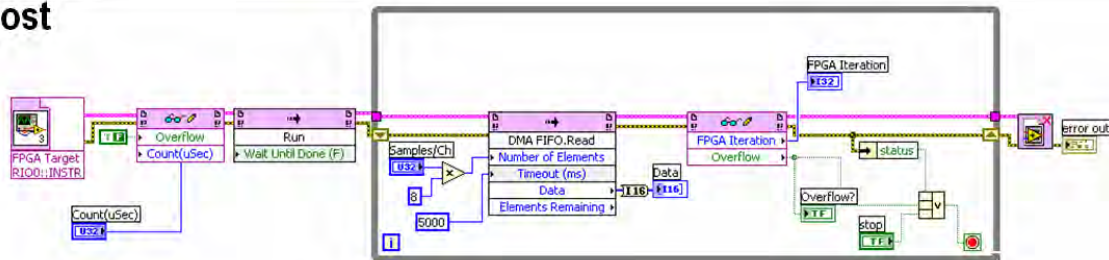 ost
FPGA Iteration
I32
3
FPGA Target
RIO0::INSTR
T F
Overflow
Count(uSec)
Run
Wait Until Done (F)
Count(uSec)
U32
Samples/Ch
U32
8
x
5000
DMA FIFO.Read
Number of Elements
Timeout (ms)
Data
Elements Remaining
I16
Data
[I16]
FPGA Iteration
Overflow
Overflow?
TF
status
stop
TF
V
i
error out